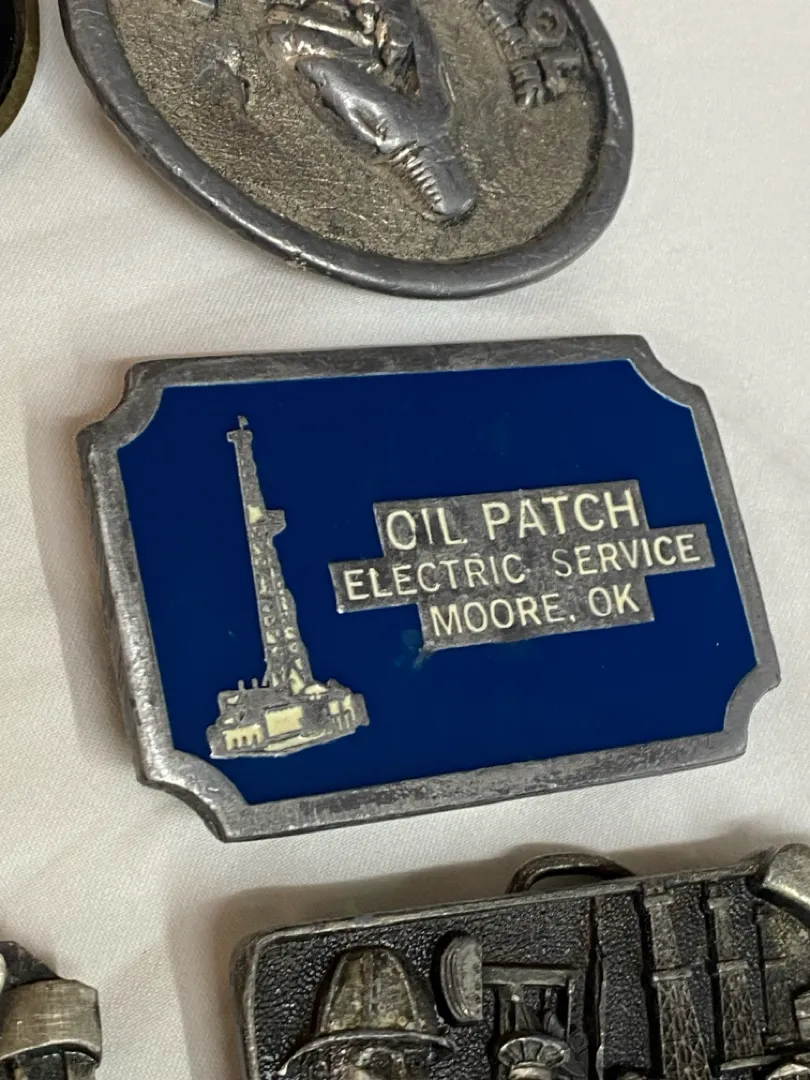 OIL PATCH
ELECTRIC SERVICE
MOORE, OK